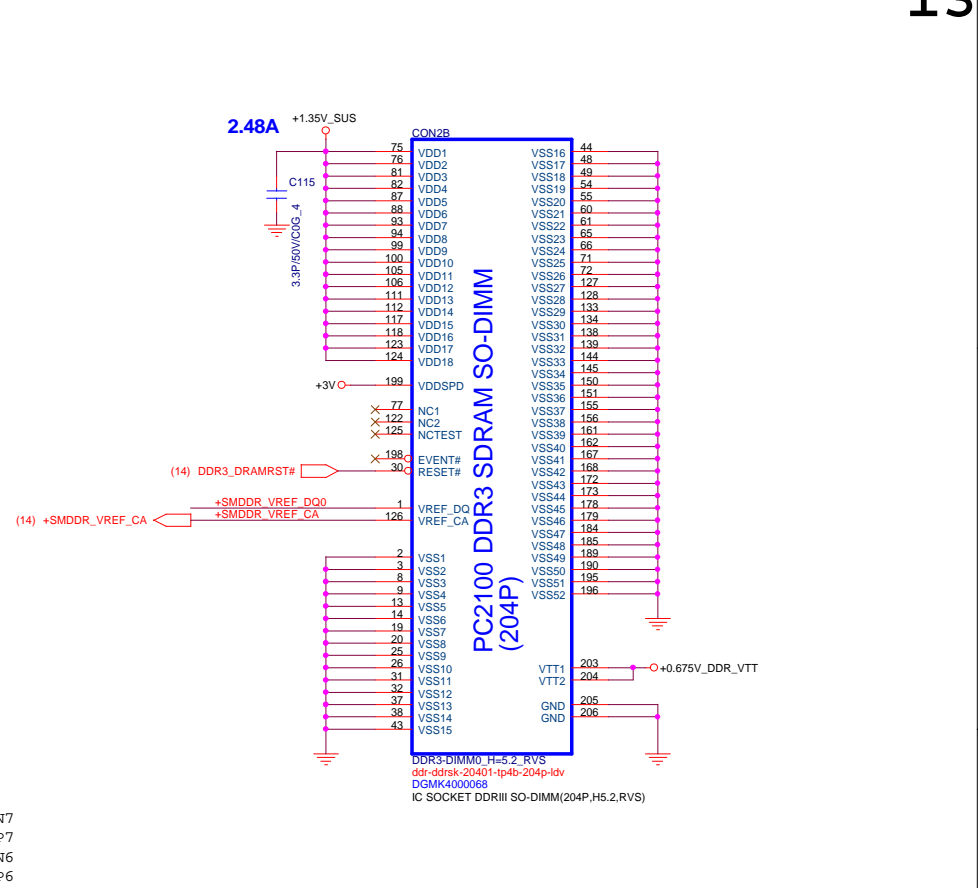 13
2.48A
+1.35V_SUS
CON2B
C115
3.3P/50V/C0G_4
75 VDD1
76 VDD2
81 VDD3
82 VDD4
87 VDD5
88 VDD6
93 VDD7
94 VDD8
99 VDD9
100 VDD10
105 VDD11
106 VDD12
111 VDD13
112 VDD14
117 VDD15
118 VDD16
123 VDD17
124 VDD18
+3V 199 VDDSPD
77 NC1
122 NC2
125 NCTEST
198 EVENT#
(14) DDR3_DRAMRST# 30 RESET#
+SMDDR_VREF_DQ0 1 VREF_DQ
(14) +SMDDR_VREF_CA +SMDDR_VREF_CA 126 VREF_CA
2 VSS1
3 VSS2
8 VSS3
9 VSS4
13 VSS5
14 VSS6
19 VSS7
20 VSS8
25 VSS9
26 VSS10
31 VSS11
32 VSS12
37 VSS13
38 VSS14
43 VSS15
PC2100 DDR3 SDRAM SO-DIMM
(204P)
VSS16 44
VSS17 48
VSS18 49
VSS19 54
VSS20 55
VSS21 60
VSS22 61
VSS23 65
VSS24 66
VSS25 71
VSS26 72
VSS27 127
VSS28 128
VSS29 133
VSS30 134
VSS31 138
VSS32 139
VSS33 144
VSS34 145
VSS35 150
VSS36 151
VSS37 155
VSS38 156
VSS39 161
VSS40 162
VSS41 167
VSS42 168
VSS43 172
VSS44 173
VSS45 178
VSS46 179
VSS47 184
VSS48 185
VSS49 189
VSS50 190
VSS51 195
VSS52 196
VTT1 203 +0.675V_DDR_VTT
VTT2 204
GND 205
GND 206
DDR3-DIMM0_H=5.2_RVS
ddr-ddrsk-20401-tp4b-204p-ldv
DGMK4000068
IC SOCKET DDRIII SO-DIMM(204P,H5.2,RVS)
N7
P7
N6
P6